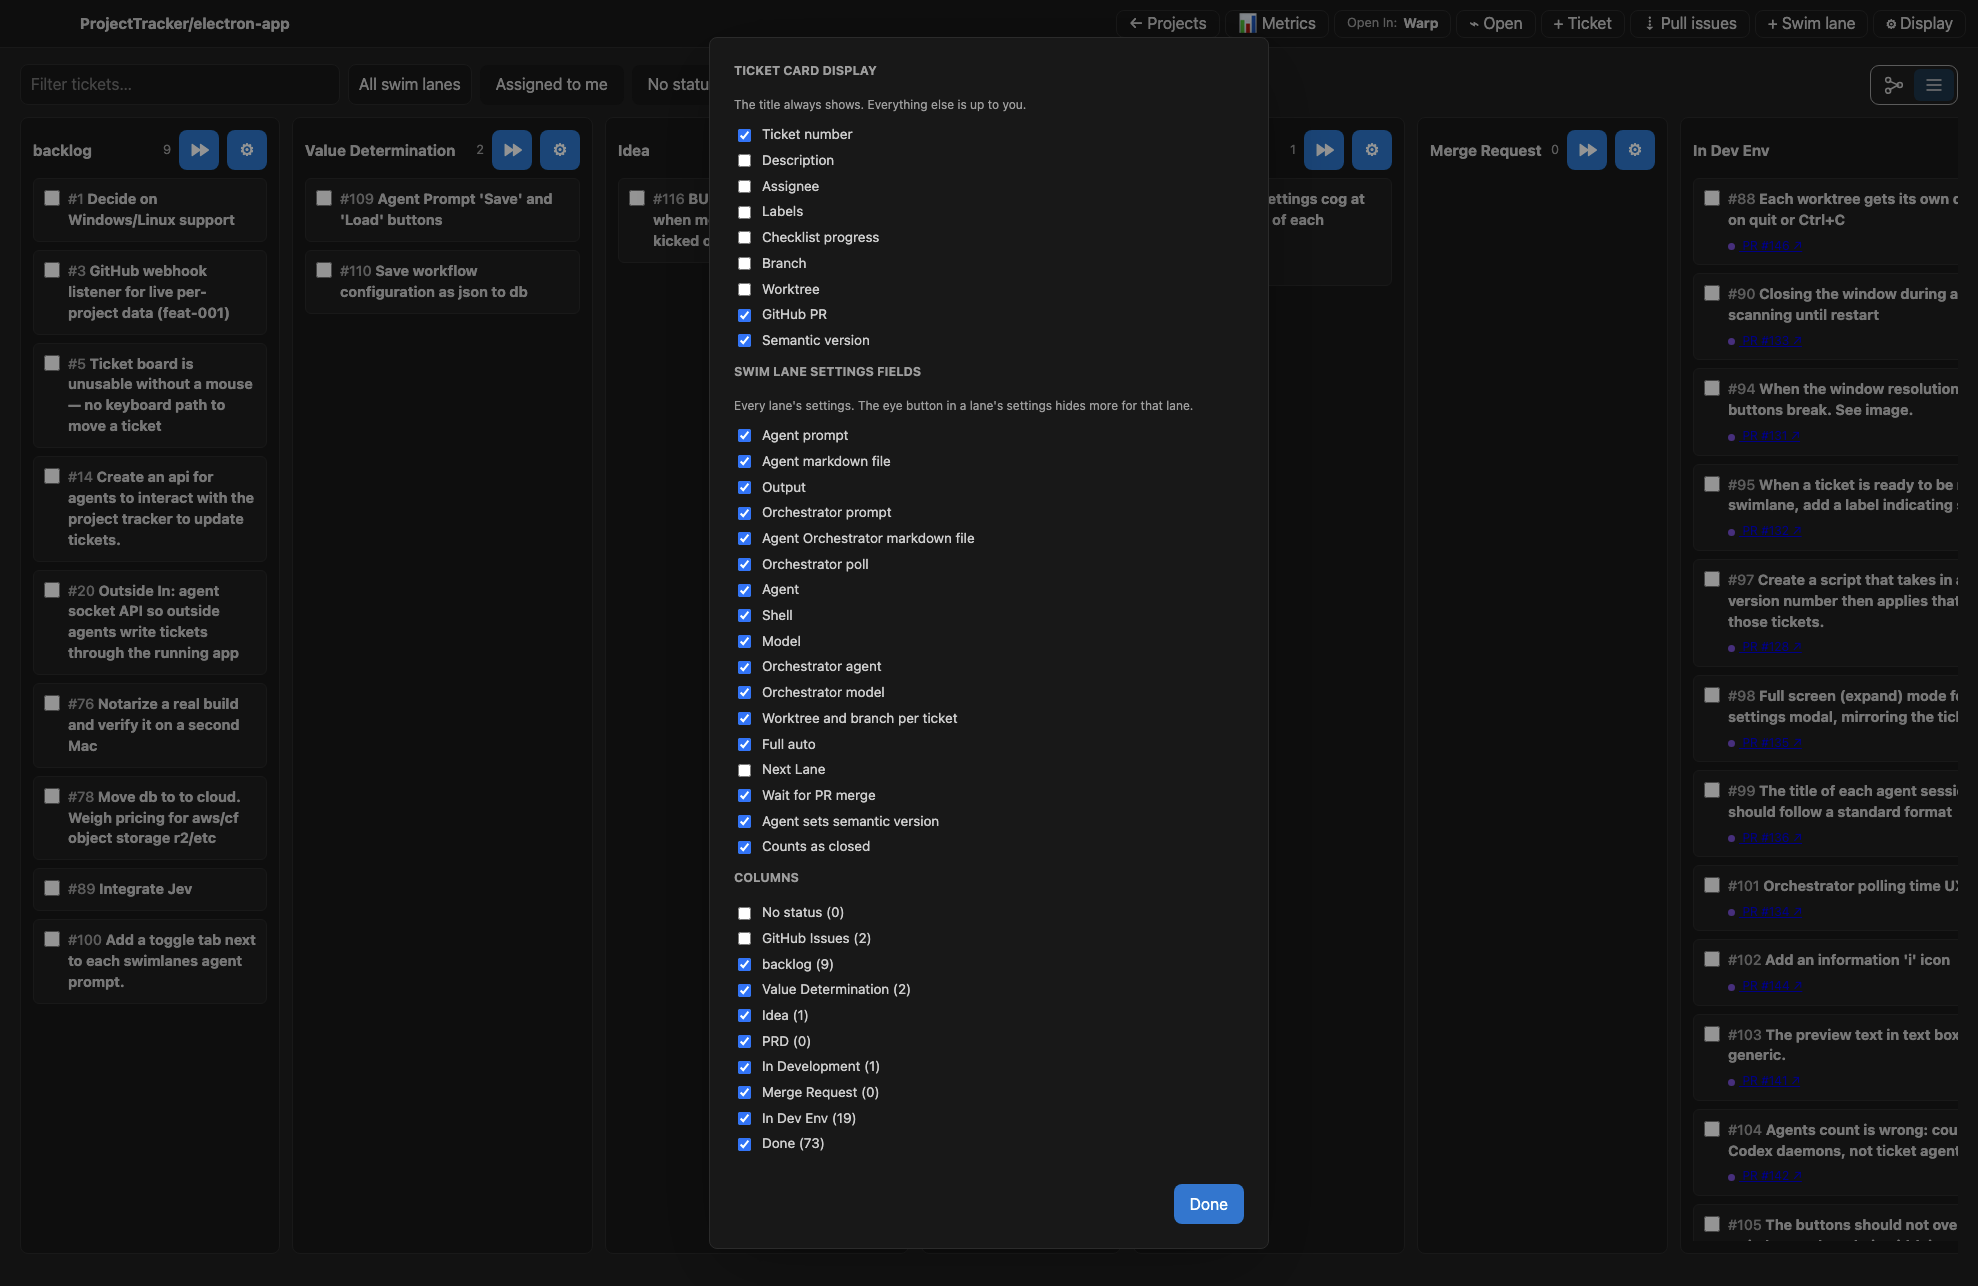 ProjectTracker/electron-app
← Projects
Metrics
Open In: Warp
Open
+ Ticket
Pull issues
+ Swim lane
Display
Filter tickets...
All swim lanes
Assigned to me
No statu
backlog 9
#1 Decide on
Windows/Linux support
#3 GitHub webhook
listener for live per-
project data (feat-001)
#5 Ticket board is
unusable without a mouse
— no keyboard path to
move a ticket
#14 Create an api for
agents to interact with the
project tracker to update
tickets.
#20 Outside In: agent
socket API so outside
agents write tickets
through the running app
#76 Notarize a real build
and verify it on a second
Mac
#78 Move db to to cloud.
Weigh pricing for aws/cf
object storage r2/etc
#89 Integrate Jev
#100 Add a toggle tab next
to each swimlanes agent
prompt.
Value Determination 2
#109 Agent Prompt 'Save' and
'Load' buttons
#110 Save workflow
configuration as json to db
Idea
#116 BU
when m
kicked o
TICKET CARD DISPLAY
The title always shows. Everything else is up to you.
Ticket number
Description
Assignee
Labels
Checklist progress
Branch
Worktree
GitHub PR
Semantic version
SWIM LANE SETTINGS FIELDS
Every lane's settings. The eye button in a lane's settings hides more for that lane.
Agent prompt
Agent markdown file
Output
Orchestrator prompt
Agent Orchestrator markdown file
Orchestrator poll
Agent
Shell
Model
Orchestrator agent
Orchestrator model
Worktree and branch per ticket
Full auto
Next Lane
Wait for PR merge
Agent sets semantic version
Counts as closed
COLUMNS
No status (0)
GitHub Issues (2)
backlog (9)
Value Determination (2)
Idea (1)
PRD (0)
In Development (1)
Merge Request (0)
In Dev Env (19)
Done (73)
Done
1
ettings cog at
of each
Merge Request 0
In Dev Env
#88 Each worktree gets its own
on quit or Ctrl+C
#90 Closing the window during a
scanning until restart
#94 When the window resolution
buttons break. See image.
#95 When a ticket is ready to be
swimlane, add a label indicating
#97 Create a script that takes in
version number then applies that
those tickets.
#98 Full screen (expand) mode f
settings modal, mirroring the tic
#99 The title of each agent sessi
should follow a standard format
#101 Orchestrator polling time U
#102 Add an information 'i' icon
#103 The preview text in text box
generic.
#104 Agents count is wrong: cou
Codex daemons, not ticket agent
#105 The buttons should not ove